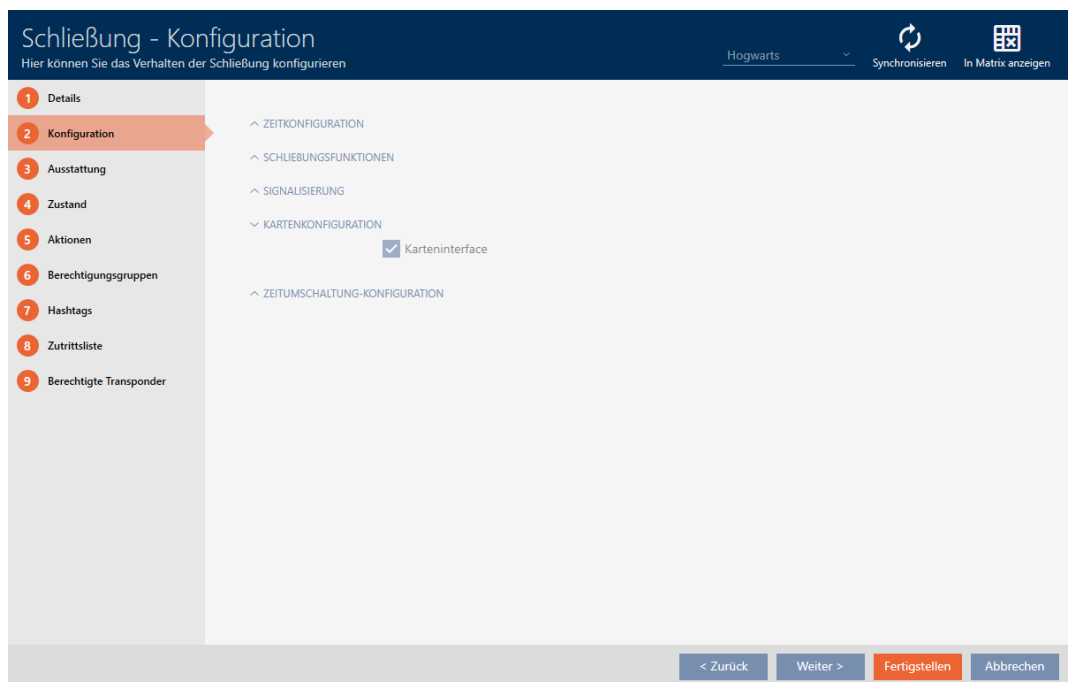 Schließung - Konfiguration
Hier können Sie das Verhalten der Schließung konfigurieren
Hogwarts
Synchronisieren
In Matrix anzeigen
1 Details
2 Konfiguration
3 Ausstattung
4 Zustand
5 Aktionen
6 Berechtigungsgruppen
7 Hashtags
8 Zutrittsliste
9 Berechtigte Transponder
ZEITKONFIGURATION
SCHLIEßUNGSFUNKTIONEN
SIGNALISIERUNG
KARTENKONFIGURATION
Karteninterface
ZEITUMSCHALTUNG-KONFIGURATION
< Zurück
Weiter >
Fertigstellen
Abbrechen